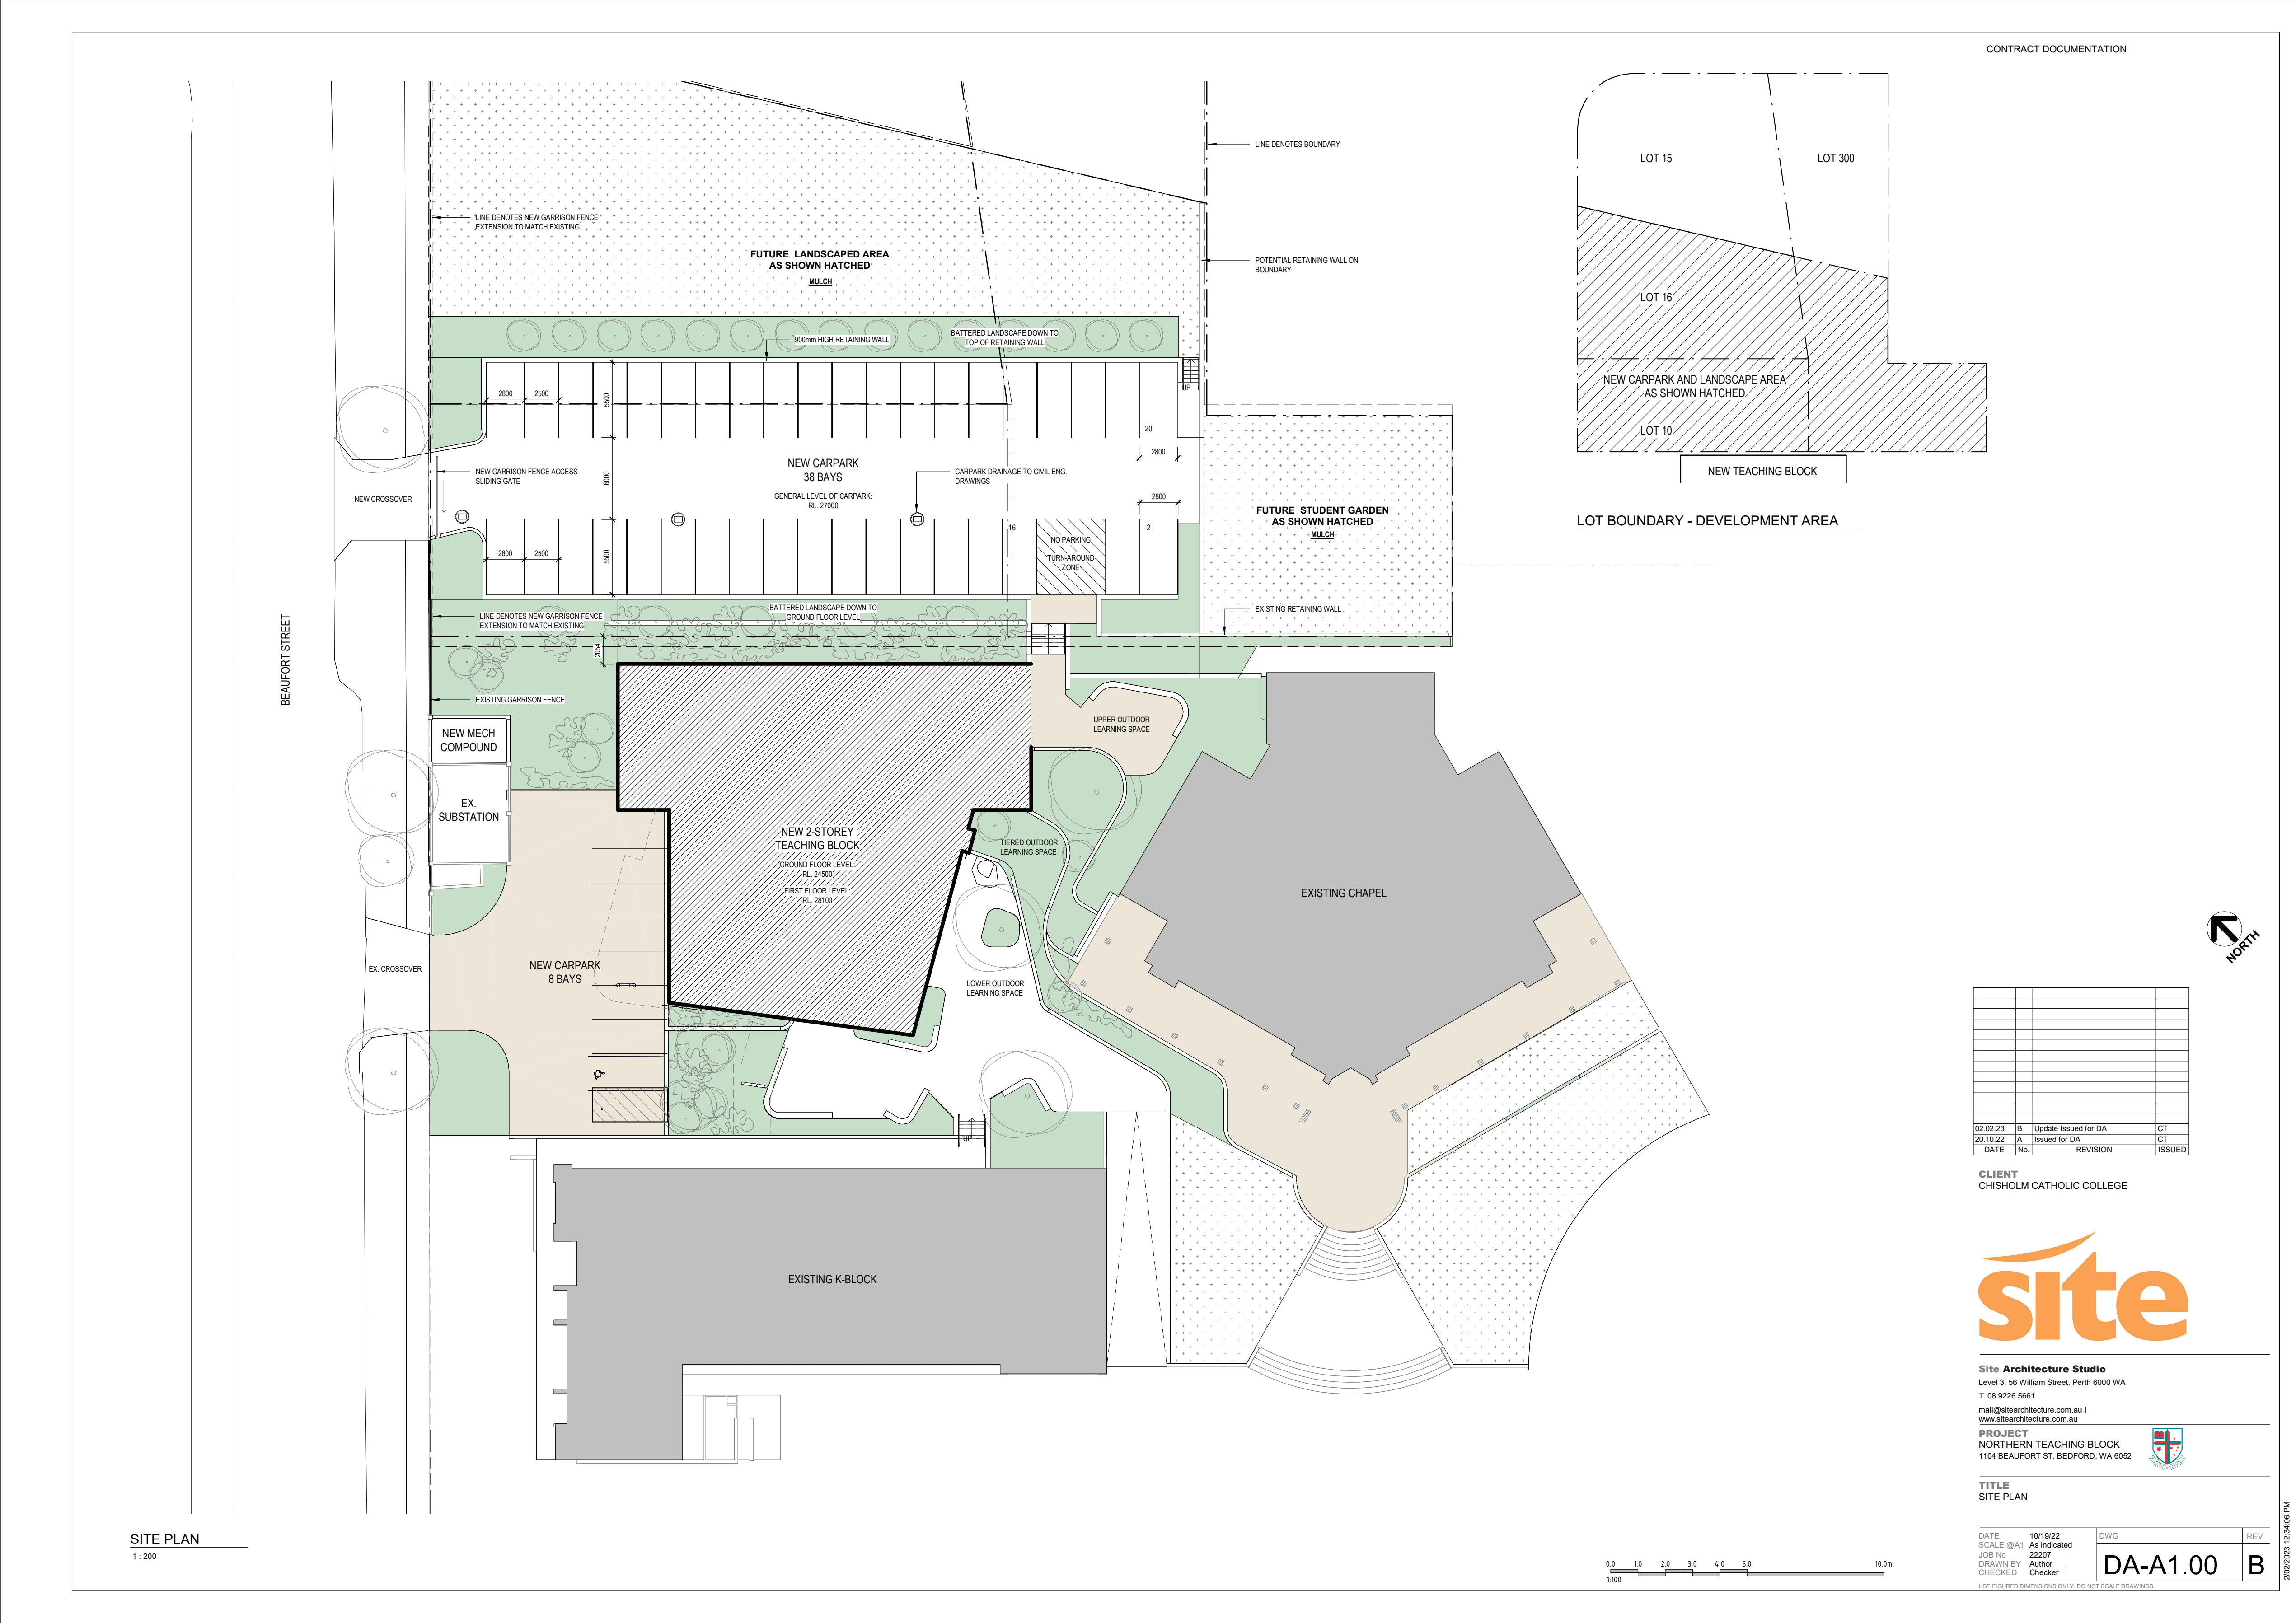 CONTRACT DOCUMENTATION
LINE DENOTES BOUNDARY
LOT 15
LOT 300
LINE DENOTES NEW GARRISON FENCE
EXTENSION TO MATCH EXISTING
FUTURE LANDSCAPED AREA
AS SHOWN HATCHED
MULCH
POTENTIAL RETAINING WALL ON
BOUNDARY
LOT 16
900mm HIGH RETAINING WALL
BATTERED LANDSCAPE DOWN TO
TOP OF RETAINING WALL
UP
NEW CARPARK AND LANDSCAPE AREA
AS SHOWN HATCHED
LOT 10
NEW TEACHING BLOCK
LOT BOUNDARY - DEVELOPMENT AREA
2800
2500
5500
20
2800
NEW CARPARK
38 BAYS
GENERAL LEVEL OF CARPARK:
RL. 27000
NEW GARRISON FENCE ACCESS
SLIDING GATE
6000
CARPARK DRAINAGE TO CIVIL ENG.
DRAWINGS
NEW CROSSOVER
2800
16
2
NO PARKING
TURN-AROUND
ZONE
FUTURE STUDENT GARDEN
AS SHOWN HATCHED
MULCH
2800
2500
5500
BATTERED LANDSCAPE DOWN TO
GROUND FLOOR LEVEL
EXISTING RETAINING WALL
LINE DENOTES NEW GARRISON FENCE
EXTENSION TO MATCH EXISTING
2054
BEAUFORT STREET
EXISTING GARRISON FENCE
UPPER OUTDOOR
LEARNING SPACE
NEW MECH
COMPOUND
EX.
SUBSTATION
NEW 2-STOREY
TEACHING BLOCK
GROUND FLOOR LEVEL:
RL. 24500
FIRST FLOOR LEVEL:
RL. 28100
TIERED OUTDOOR
LEARNING SPACE
EXISTING CHAPEL
NORTH
EX. CROSSOVER
NEW CARPARK
8 BAYS
LOWER OUTDOOR
LEARNING SPACE
UP
EXISTING K-BLOCK
02.02.23 B Update Issued for DA CT
20.10.22 A Issued for DA CT
DATE No. REVISION ISSUED
CLIENT
CHISHOLM CATHOLIC COLLEGE
site
Site Architecture Studio
Level 3, 56 William Street, Perth 6000 WA
T 08 9226 5661
mail@sitearchitecture.com.au I
www.sitearchitecture.com.au
PROJECT
NORTHERN TEACHING BLOCK
1104 BEAUFORT ST, BEDFORD, WA 6052
TITLE
SITE PLAN
DATE 10/19/22 I
SCALE @A1 As indicated
JOB No 22207 I
DRAWN BY Author I
CHECKED Checker I
DWG
DA-A1.00
REV
B
USE FIGURED DIMENSIONS ONLY. DO NOT SCALE DRAWINGS.
2/02/2023 12:34:06 PM
SITE PLAN
1 : 200
0.0 1.0 2.0 3.0 4.0 5.0 10.0m
1:100